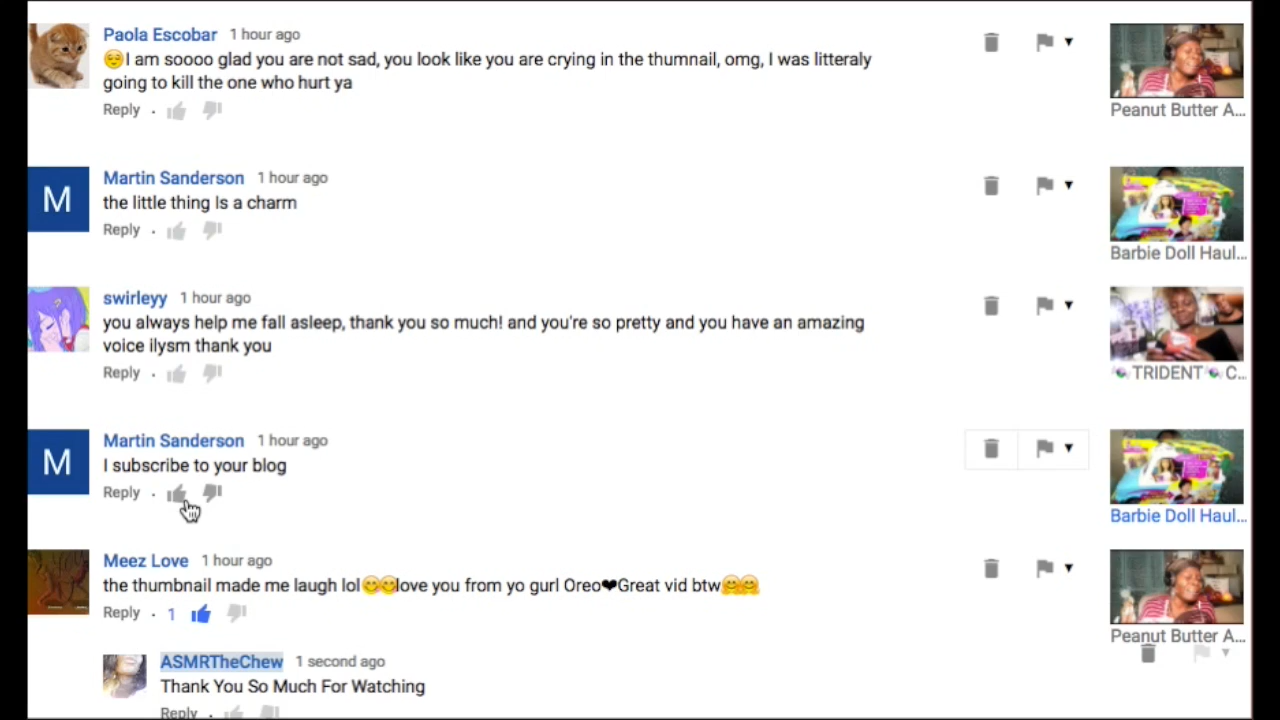 Paola Escobar 1 hour ago
😌I am soooo glad you are not sad, you look like you are crying in the thumnail, omg, I was litteraly
going to kill the one who hurt ya
Reply .
Peanut Butter A...
M
Martin Sanderson 1 hour ago
the little thing Is a charm
Reply .
Barbie Doll Haul...
swirleyy 1 hour ago
you always help me fall asleep, thank you so much! and you're so pretty and you have an amazing
voice ilysm thank you
Reply .
🍬TRIDENT🍬C...
M
Martin Sanderson 1 hour ago
I subscribe to your blog
Reply .
Barbie Doll Haul...
Meez Love 1 hour ago
the thumbnail made me laugh lol😊😊love you from yo gurl Oreo❤Great vid btw🤗🤗
Reply . 1
Peanut Butter A...
ASMRTheChew 1 second ago
Thank You So Much For Watching
Reply .